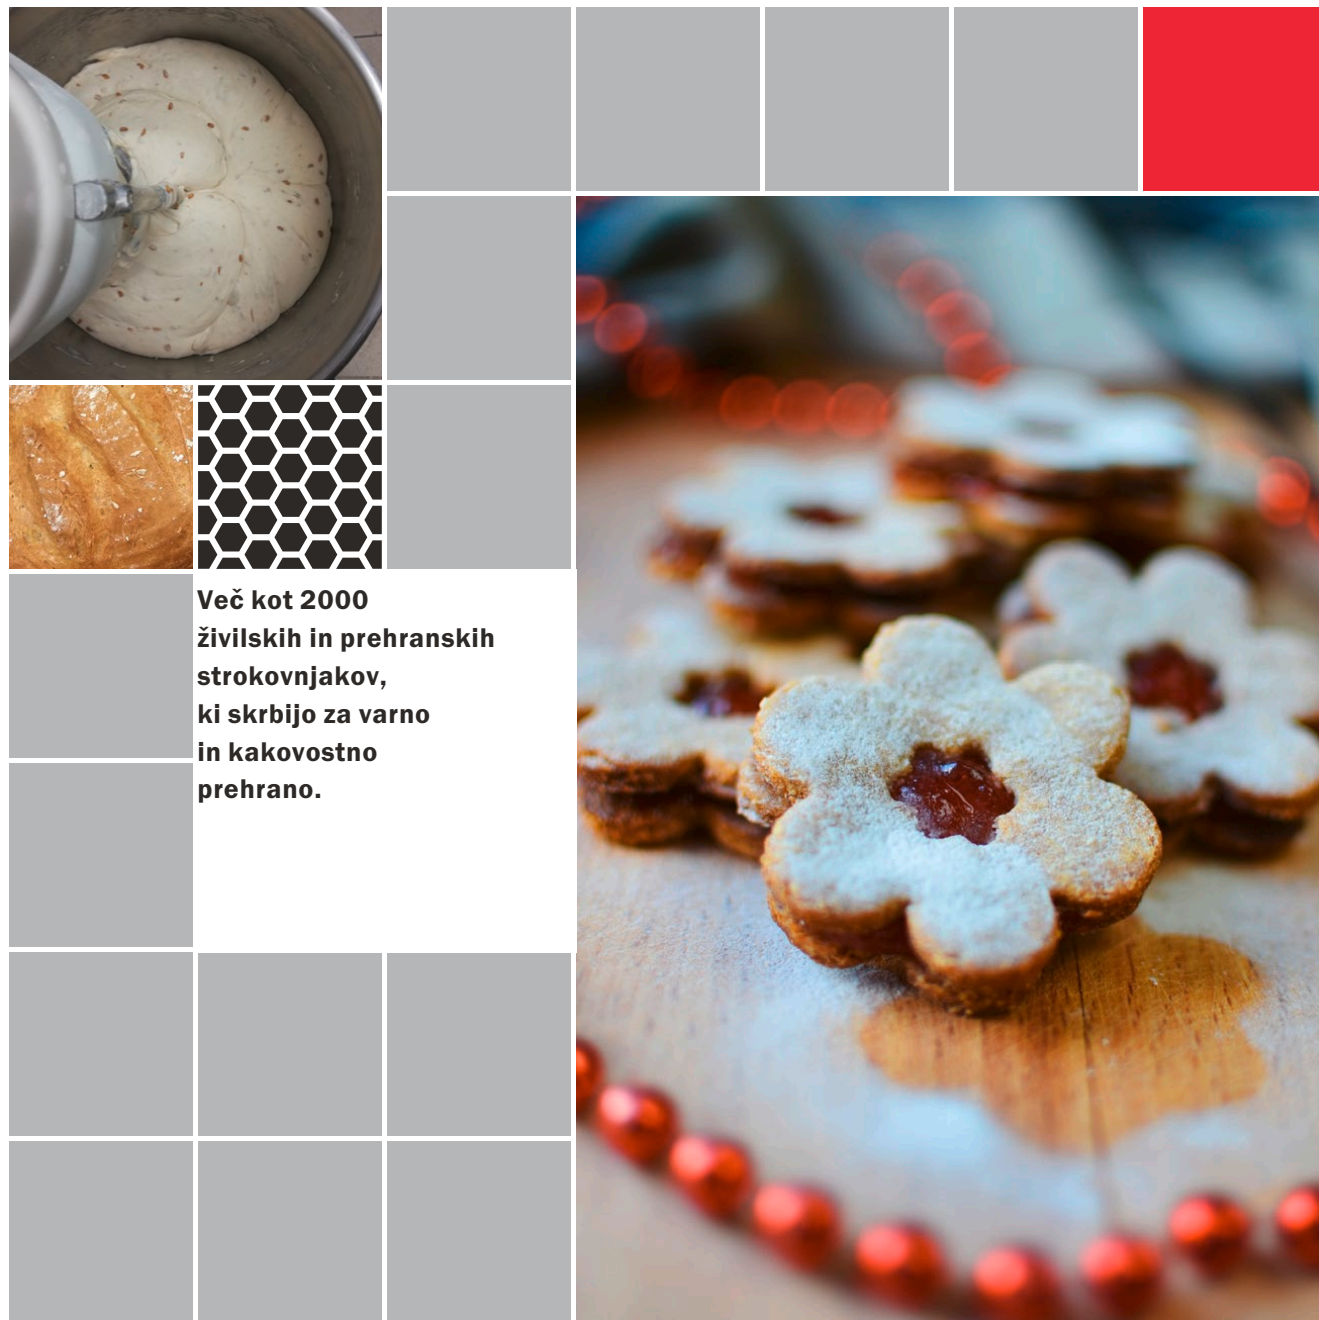 Več kot 2000
živilskih in prehranskih
strokovnjakov,
ki skrbijo za varno
in kakovostno
prehrano.